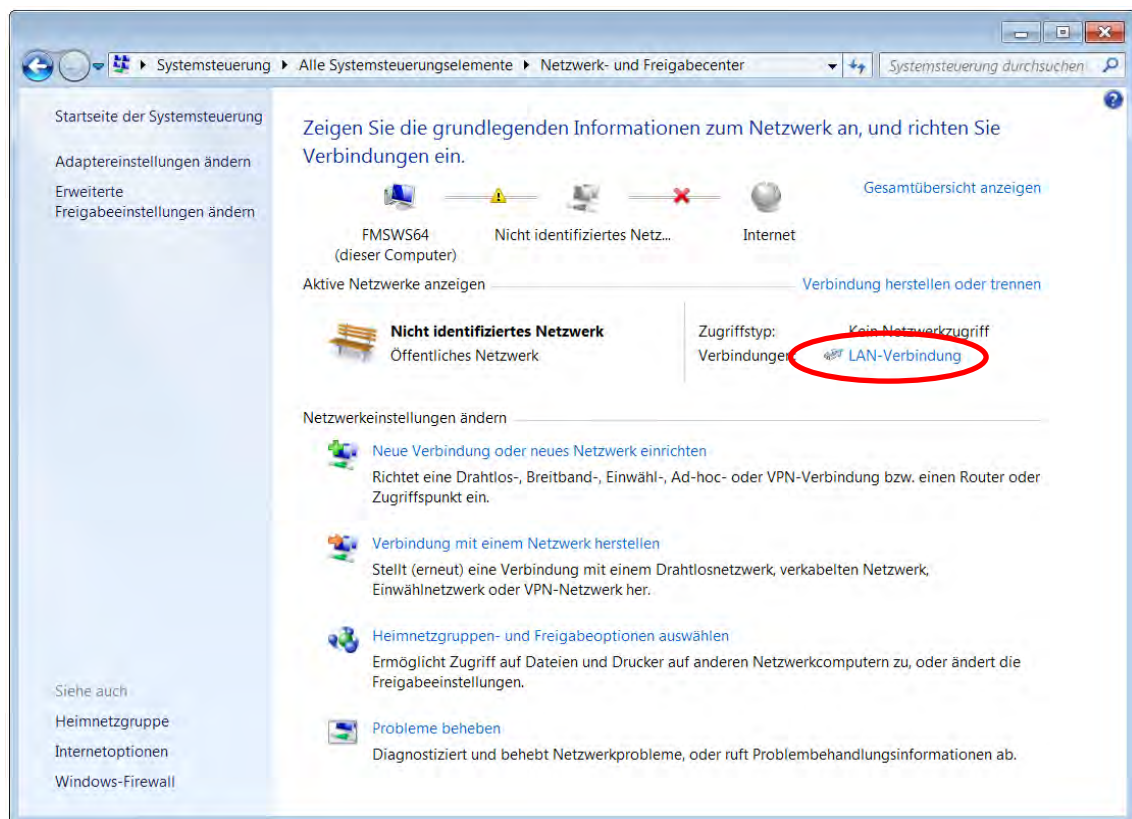 Systemsteuerung Alle Systemsteuerungselemente Netzwerk- und Freigabecenter Systemsteuerung durchsuchen
Startseite der Systemsteuerung
Adaptereinstellungen ändern
Erweiterte
Freigabeeinstellungen ändern
Zeigen Sie die grundlegenden Informationen zum Netzwerk an, und richten Sie
Verbindungen ein.
Gesamtübersicht anzeigen
FMSWS64 Nicht identifiziertes Netz... Internet
(dieser Computer)
Aktive Netzwerke anzeigen Verbindung herstellen oder trennen
Nicht identifiziertes Netzwerk Zugriffstyp: Kein Netzwerkzugriff
Öffentliches Netzwerk Verbindungen: LAN-Verbindung
Netzwerkeinstellungen ändern
Neue Verbindung oder neues Netzwerk einrichten
Richtet eine Drahtlos-, Breitband-, Einwähl-, Ad-hoc- oder VPN-Verbindung bzw. einen Router oder
Zugriffspunkt ein.
Verbindung mit einem Netzwerk herstellen
Stellt (erneut) eine Verbindung mit einem Drahtlosnetzwerk, verkabelten Netzwerk,
Einwählnetzwerk oder VPN-Netzwerk her.
Heimnetzgruppen- und Freigabeoptionen auswählen
Ermöglicht Zugriff auf Dateien und Drucker auf anderen Netzwerkcomputern zu, oder ändert die
Freigabeeinstellungen.
Probleme beheben
Diagnostiziert und behebt Netzwerkprobleme, oder ruft Problembehandlungsinformationen ab.
Siehe auch
Heimnetzgruppe
Internetoptionen
Windows-Firewall